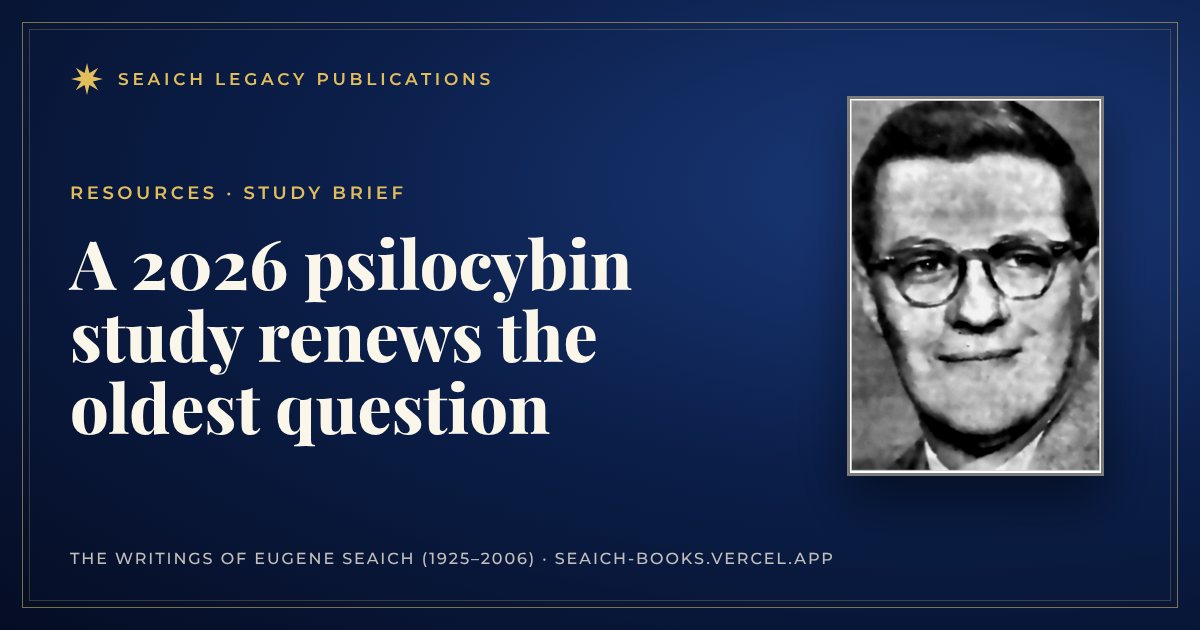 SEAICH LEGACY PUBLICATIONS
RESOURCES · STUDY BRIEF
A 2026 psilocybin
study renews the
oldest question
THE WRITINGS OF EUGENE SEAICH (1925–2006) · SEAICH-BOOKS.VERCEL.APP